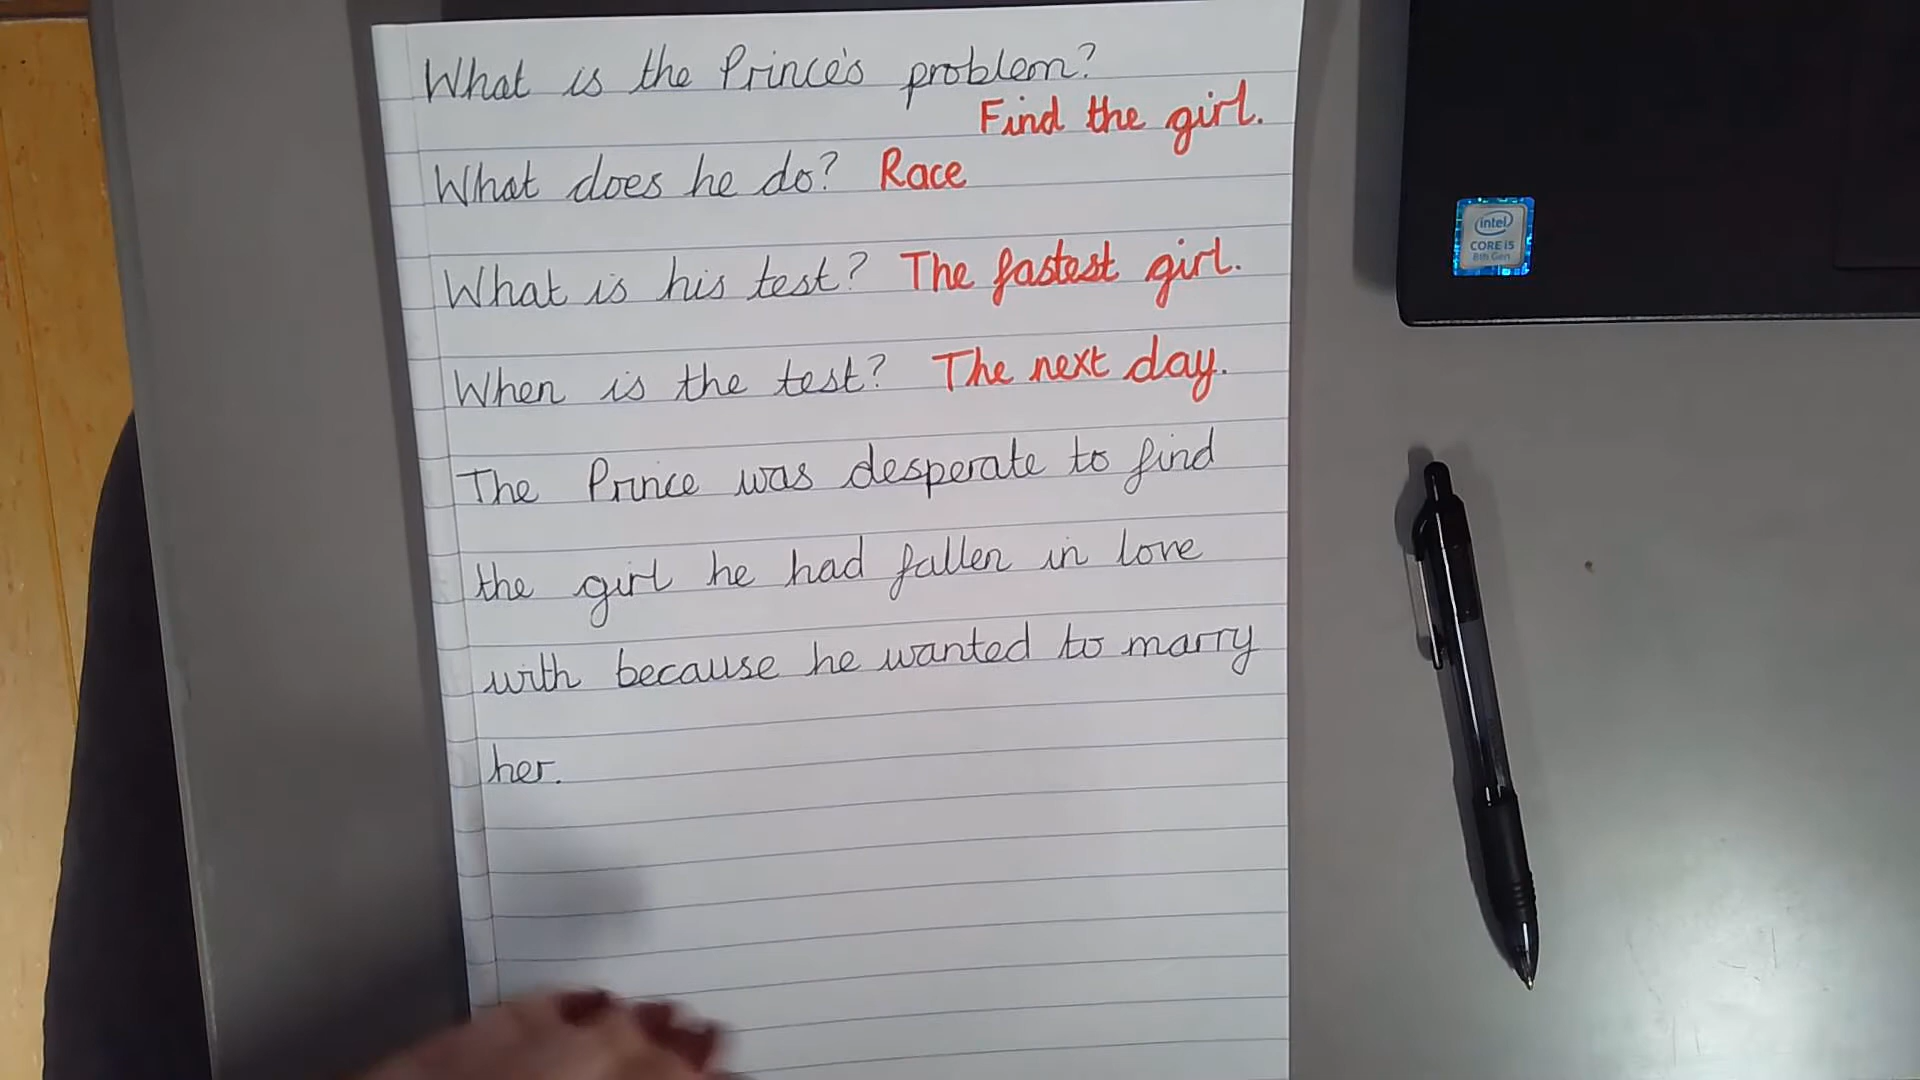 What is the Prince's problem?
Find the girl.
What does he do? Race
What is his test? The fastest girl.
When is the test? The next day.
The Prince was desperate to find
the girl he had fallen in love
with because he wanted to marry
her.
intel
CORE i5
8th Gen